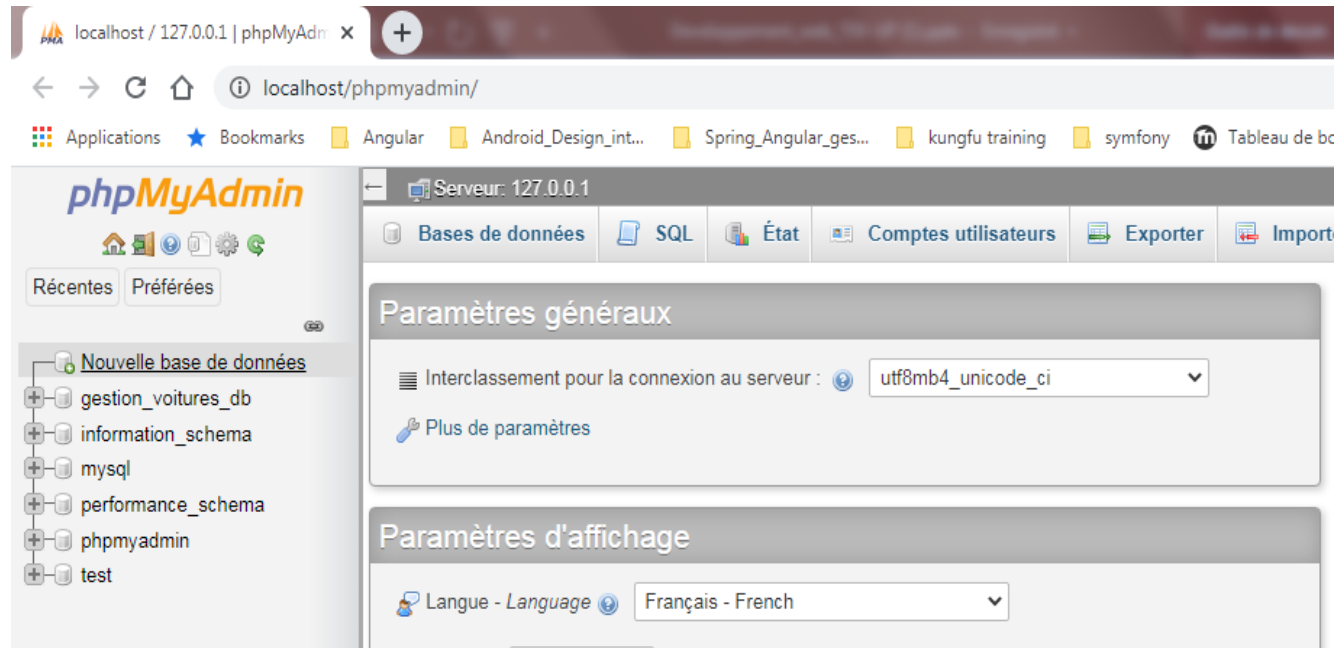 localhost / 127.0.0.1 | phpMyAdm
localhost/phpmyadmin/
Applications Bookmarks Angular Android_Design_int... Spring_Angular_ges... kungfu training symfony Tableau de bo
phpMyAdmin
Récentes Préférées
Nouvelle base de données
gestion_voitures_db
information_schema
mysql
performance_schema
phpmyadmin
test
Serveur: 127.0.0.1
Bases de données SQL État Comptes utilisateurs Exporter Importe
Paramètres généraux
Interclassement pour la connexion au serveur : utf8mb4_unicode_ci
Plus de paramètres
Paramètres d'affichage
Langue - Language Français - French